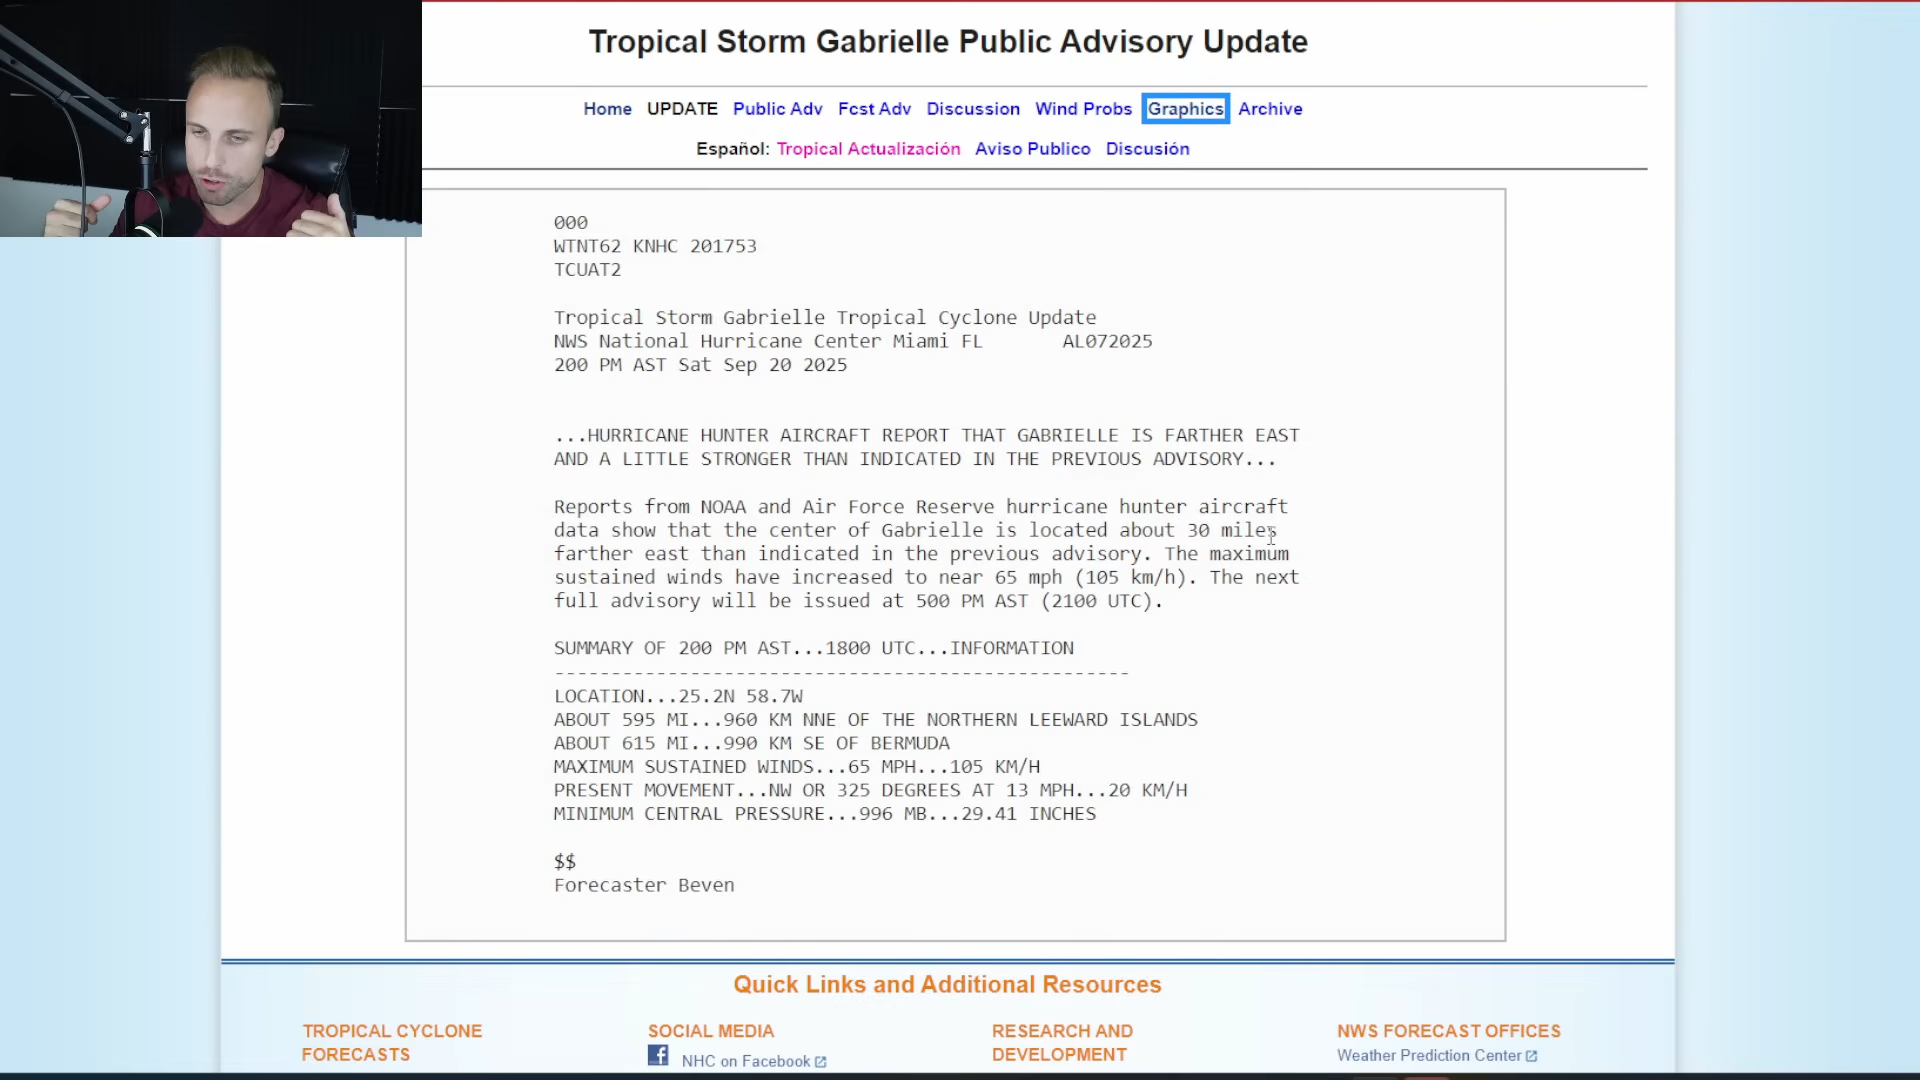 Tropical Storm Gabrielle Public Advisory Update
Home UPDATE Public Adv Fcst Adv Discussion Wind Probs Graphics Archive
Español: Tropical Actualización Aviso Publico Discusión
000
WTNT62 KNHC 201753
TCUAT2
Tropical Storm Gabrielle Tropical Cyclone Update
NWS National Hurricane Center Miami FL AL072025
200 PM AST Sat Sep 20 2025
...HURRICANE HUNTER AIRCRAFT REPORT THAT GABRIELLE IS FARTHER EAST
AND A LITTLE STRONGER THAN INDICATED IN THE PREVIOUS ADVISORY...
Reports from NOAA and Air Force Reserve hurricane hunter aircraft
data show that the center of Gabrielle is located about 30 miles
farther east than indicated in the previous advisory. The maximum
sustained winds have increased to near 65 mph (105 km/h). The next
full advisory will be issued at 500 PM AST (2100 UTC).
SUMMARY OF 200 PM AST...1800 UTC...INFORMATION
---------------------------------------------------
LOCATION...25.2N 58.7W
ABOUT 595 MI...960 KM NNE OF THE NORTHERN LEEWARD ISLANDS
ABOUT 615 MI...990 KM SE OF BERMUDA
MAXIMUM SUSTAINED WINDS...65 MPH...105 KM/H
PRESENT MOVEMENT...NW OR 325 DEGREES AT 13 MPH...20 KM/H
MINIMUM CENTRAL PRESSURE...996 MB...29.41 INCHES
$$
Forecaster Beven
Quick Links and Additional Resources
TROPICAL CYCLONE
FORECASTS
SOCIAL MEDIA
NHC on Facebook
RESEARCH AND
DEVELOPMENT
NWS FORECAST OFFICES
Weather Prediction Center